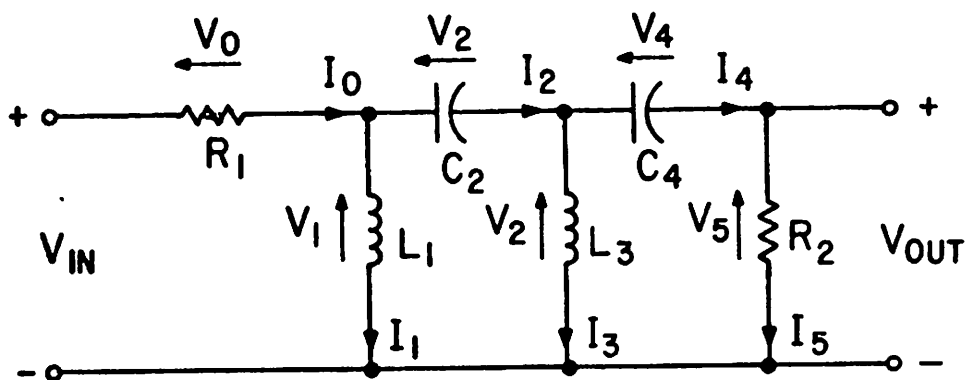 V0 V2 V4
I0 I2 I4
+ +
R1 C2 C4
V1 L1 V2 L3 V5 R2
VIN VOUT
I1 I3 I5
- -